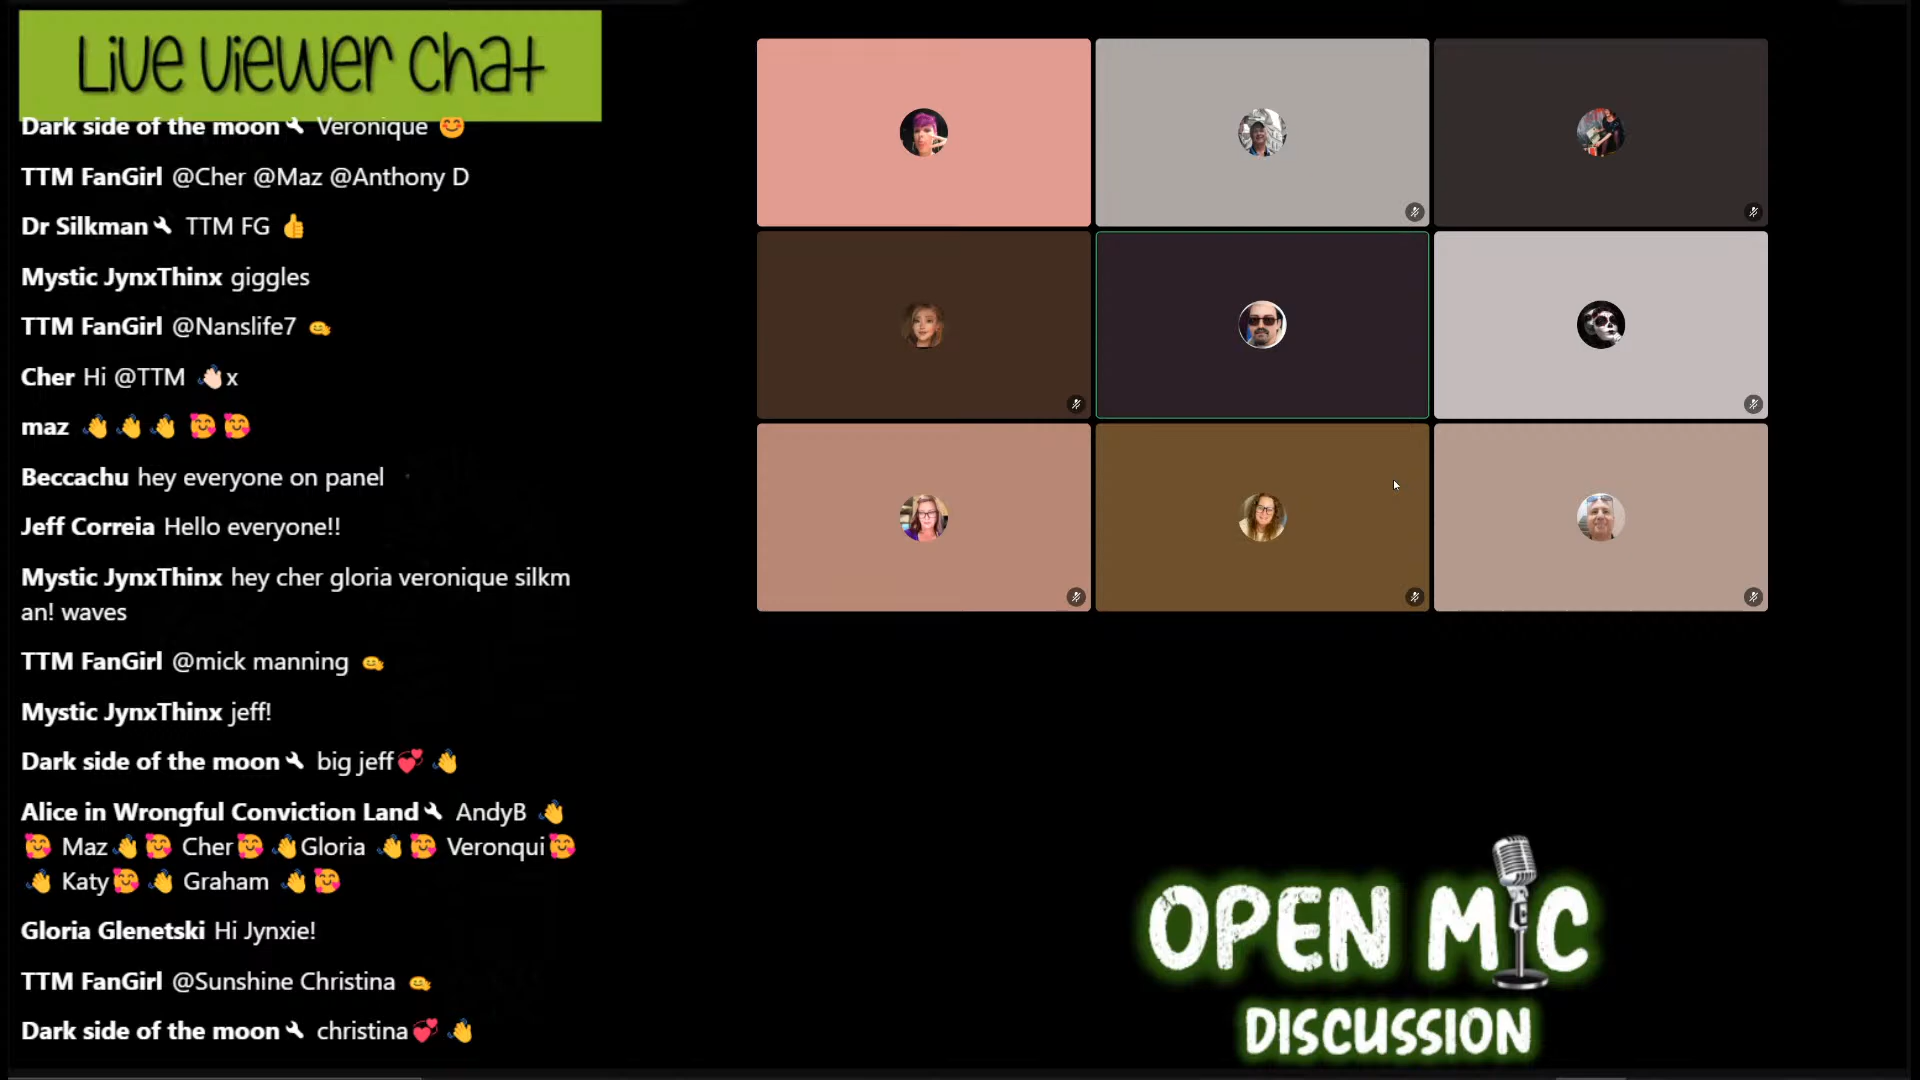 Live Viewer Chat
Dark side of the moon Veronique 😊
TTM FanGirl @Cher @Maz @Anthony D
Dr Silkman TTM FG 👍
Mystic JynxThinx giggles
TTM FanGirl @Nanslife7
Cher Hi @TTM 👋🏻x
maz 👋👋👋🥰🥰
Beccachu hey everyone on panel
Jeff Correia Hello everyone!!
Mystic JynxThinx hey cher gloria veronique silkm
an! waves
TTM FanGirl @mick manning
Mystic JynxThinx jeff!
Dark side of the moon big jeff💞👋
Alice in Wrongful Conviction Land AndyB 👋
🥰 Maz👋🥰 Cher🥰 👋Gloria 👋🥰 Veronqui🥰
👋 Katy🥰 👋 Graham 👋🥰
Gloria Glenetski Hi Jynxie!
TTM FanGirl @Sunshine Christina
Dark side of the moon christina💞👋
OPEN MIC
DISCUSSION